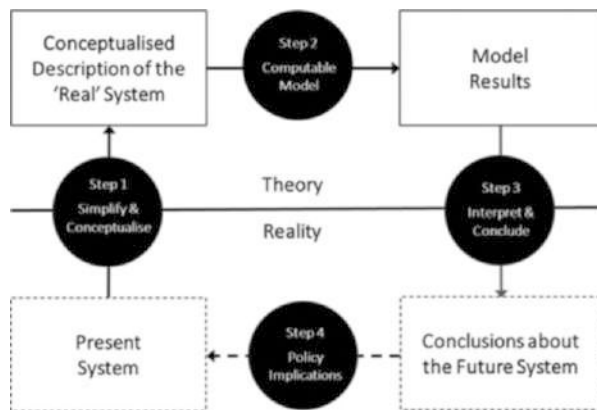 Conceptualised
Description of the
‘Real’ System
Step 2
Computable
Model
Model
Results
Step 1
Simplify &
Conceptualise
Theory
Reality
Step 3
Interpret &
Conclude
Present
System
Step 4
Policy
Implications
Conclusions about
the Future System